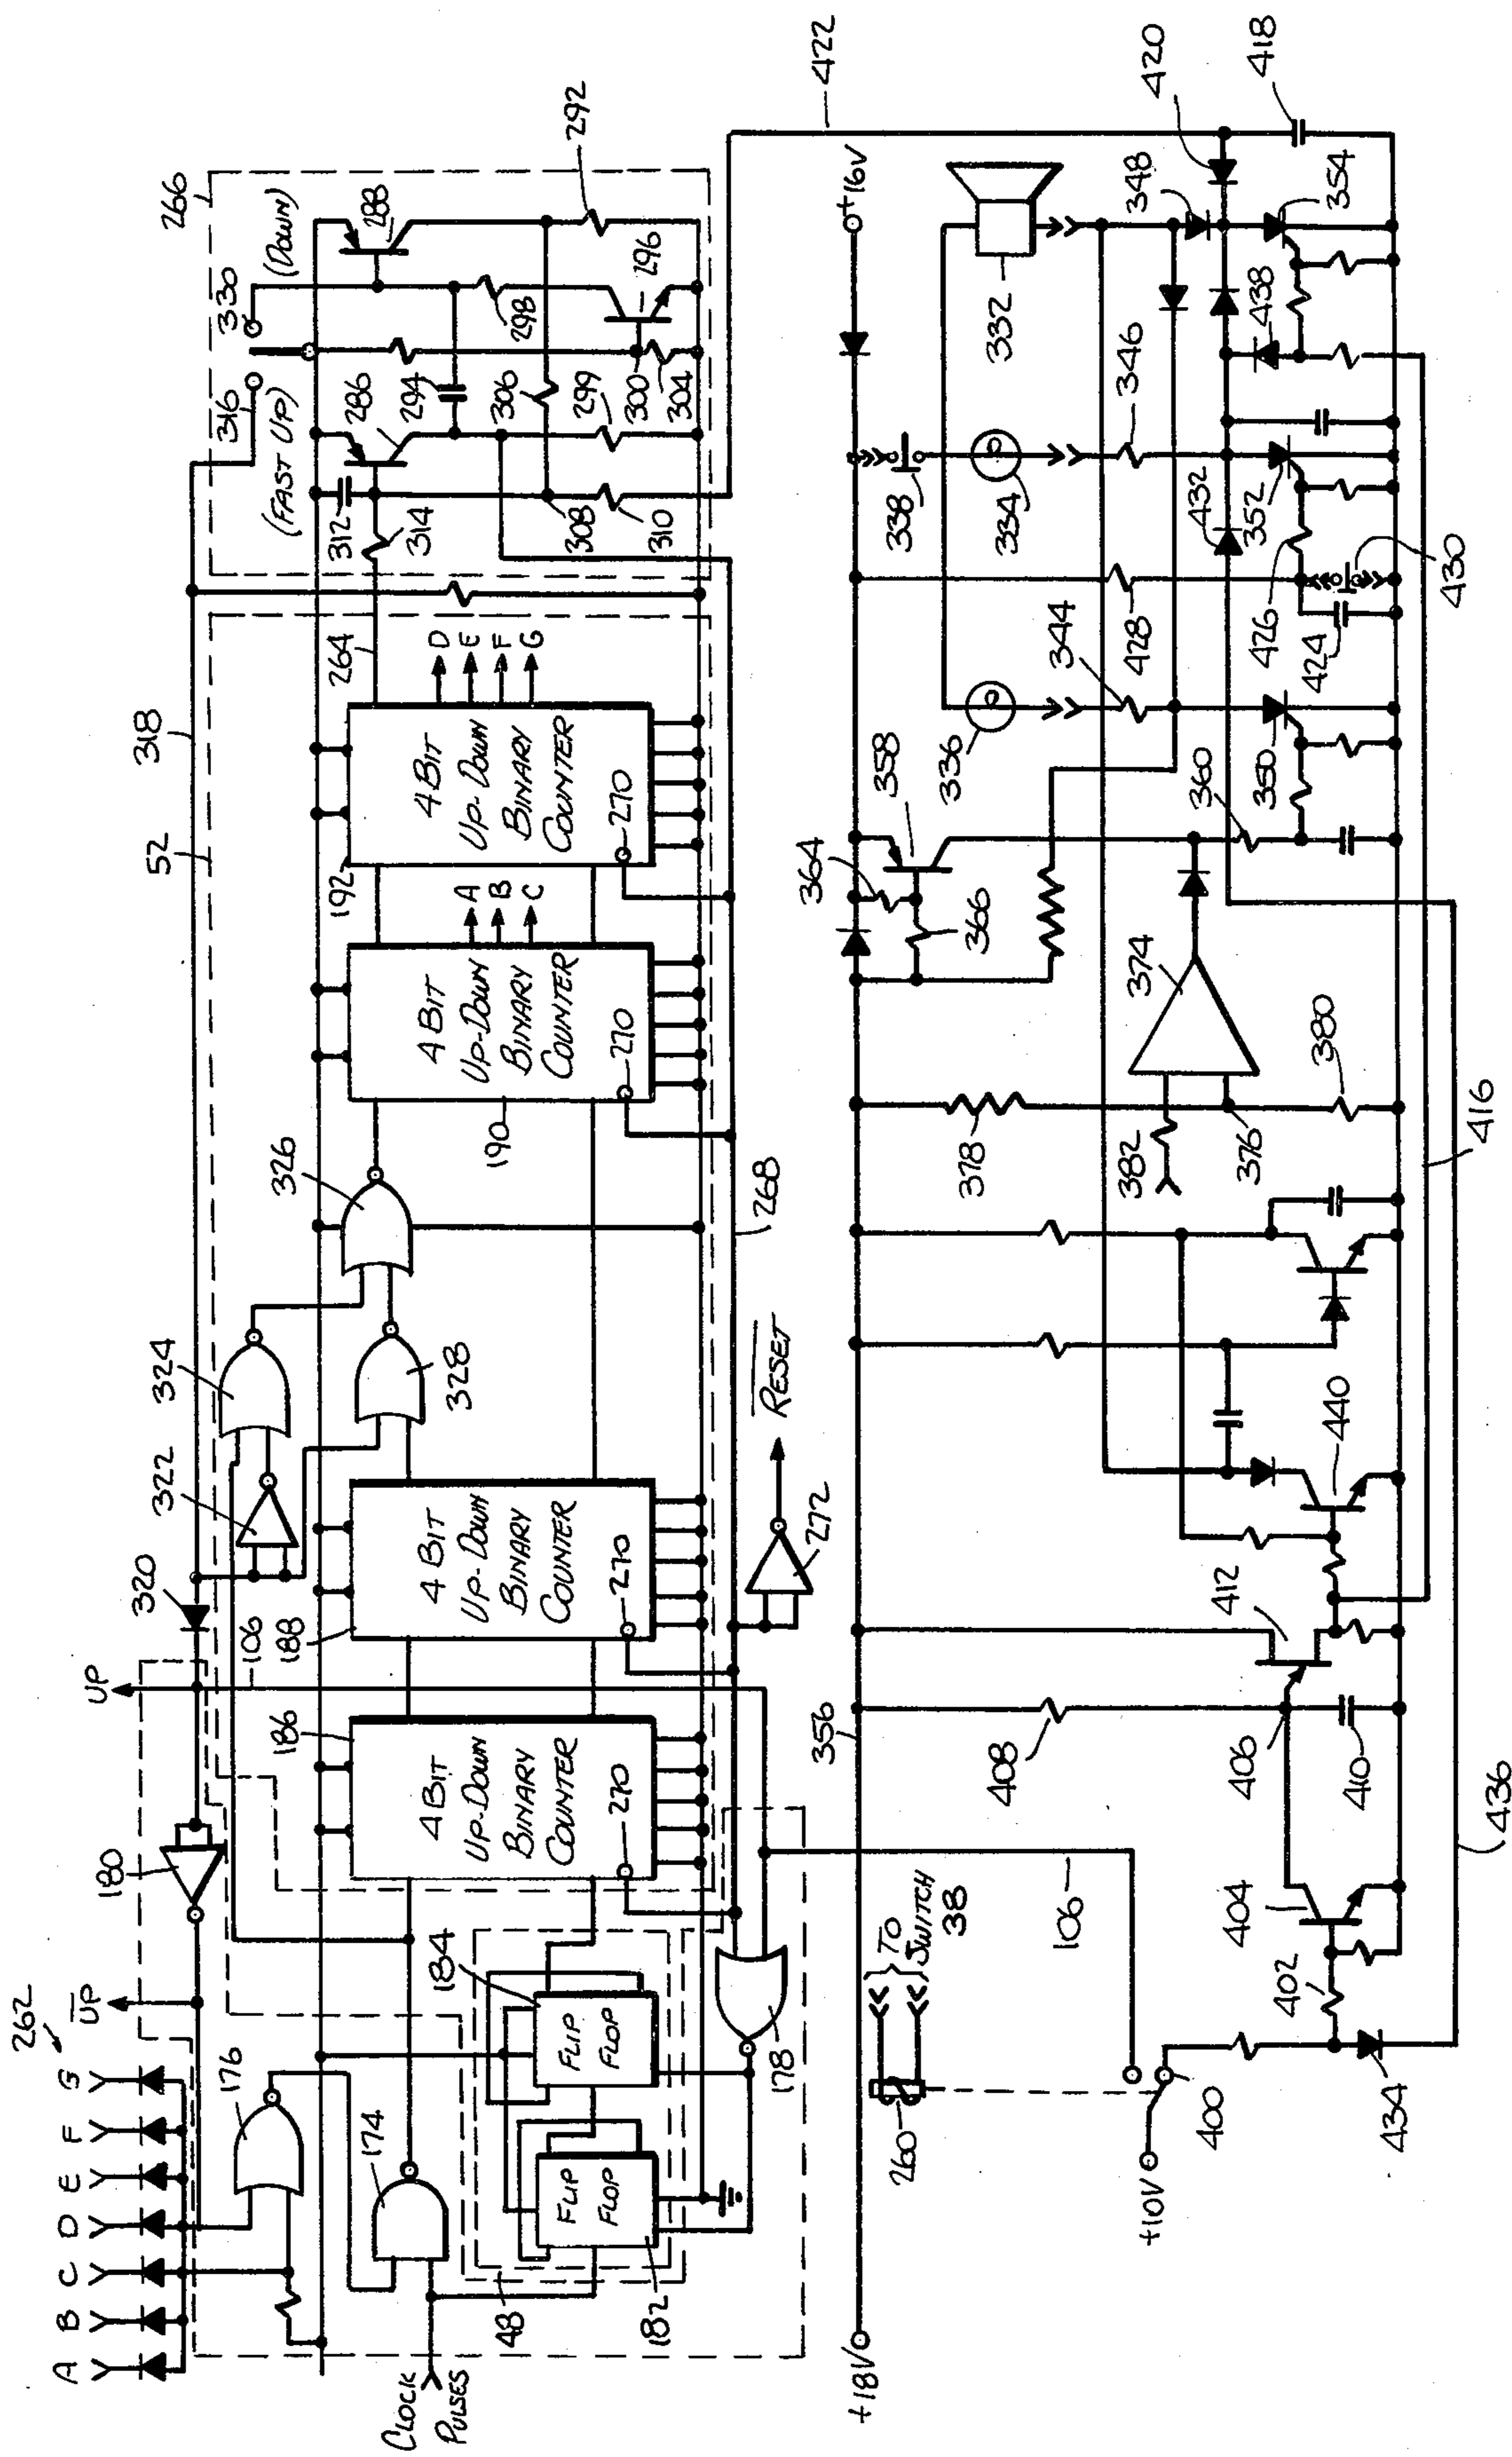 A B C D E F G
262
UP
UP
106
320
322
324
52
318
316
330
266
176
180
186
188
326
328
264
(FAST UP)
(DOWN)
286
288
312
314
294
306
308
310
298
299
300
304
296
292
174
CLOCK
PULSES
48
182
FLIP
FLOP
184
FLIP
FLOP
178
4 BIT
UP-DOWN
BINARY
COUNTER
270
4 BIT
UP-DOWN
BINARY
COUNTER
270
190
4 BIT
UP-DOWN
BINARY
COUNTER
270
192
4 BIT
UP-DOWN
BINARY
COUNTER
270
A
B
C
D
E
F
G
272
RESET
268
422
+18V
356
+16V
260
TO
SWITCH
38
106
+10V
400
402
404
434
436
406
408
410
412
440
416
378
382
376
380
374
364
366
358
360
336
344
350
428
426
424
430
338
334
346
352
432
332
348
438
354
420
418